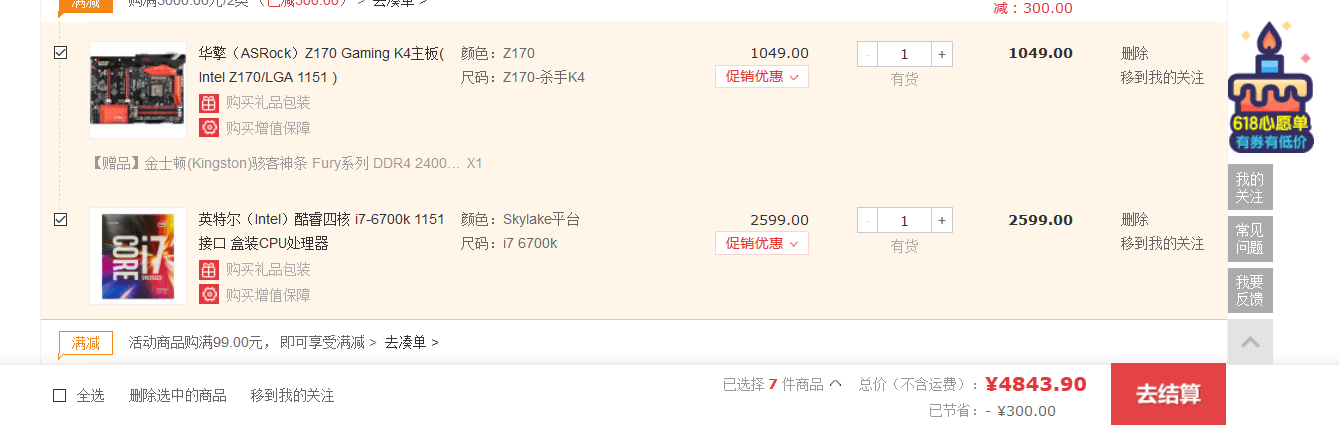 满减 购满3000.00元/2类 （已减300.00） > 去凑单 >
减：300.00
华擎（ASRock）Z170 Gaming K4主板( 颜色：Z170 1049.00 - 1 + 1049.00 删除
Intel Z170/LGA 1151 ) 尺码：Z170-杀手K4 促销优惠 有货 移到我的关注
购买礼品包装
购买增值保障
【赠品】金士顿(Kingston)骇客神条 Fury系列 DDR4 2400... X1
英特尔（Intel）酷睿四核 i7-6700k 1151 颜色：Skylake平台 2599.00 - 1 + 2599.00 删除
接口 盒装CPU处理器 尺码：i7 6700k 促销优惠 有货 移到我的关注
购买礼品包装
购买增值保障
intel
CORE i7
满减 活动商品购满99.00元， 即可享受满减 > 去凑单 >
全选 删除选中的商品 移到我的关注
已选择 7 件商品 总价（不含运费）： ¥4843.90
已节省：- ¥300.00
去结算
618心愿单
有券有低价
我的
关注
常见
问题
我要
反馈